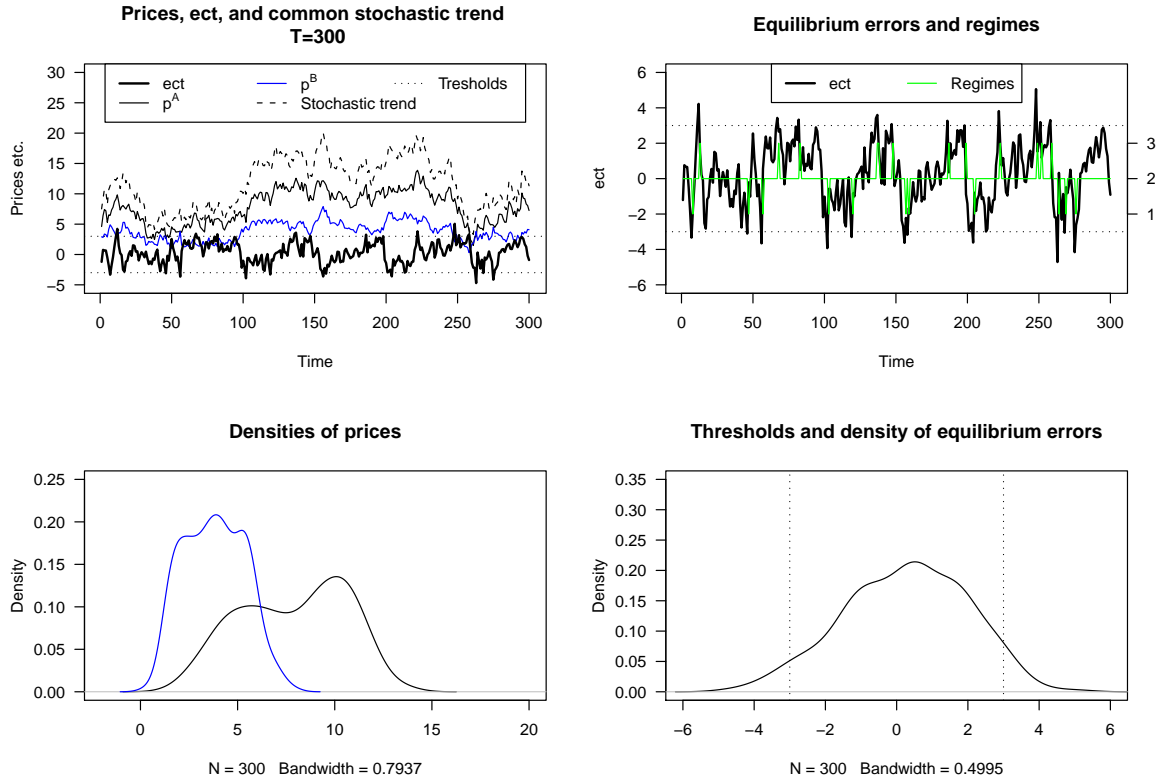 Prices, ect, and common stochastic trend
T=300
30
25
20
15
10
5
0
−5
Prices etc.
ect
p^A
p^B
Stochastic trend
Tresholds
0 50 100 150 200 250 300
Time
Equilibrium errors and regimes
6
4
2
0
−2
−4
−6
ect
ect
Regimes
3
2
1
0 50 100 150 200 250 300
Time
Densities of prices
0.25
0.20
0.15
0.10
0.05
0.00
Density
0 5 10 15 20
N = 300 Bandwidth = 0.7937
Thresholds and density of equilibrium errors
0.35
0.30
0.25
0.20
0.15
0.10
0.05
0.00
Density
−6 −4 −2 0 2 4 6
N = 300 Bandwidth = 0.4995